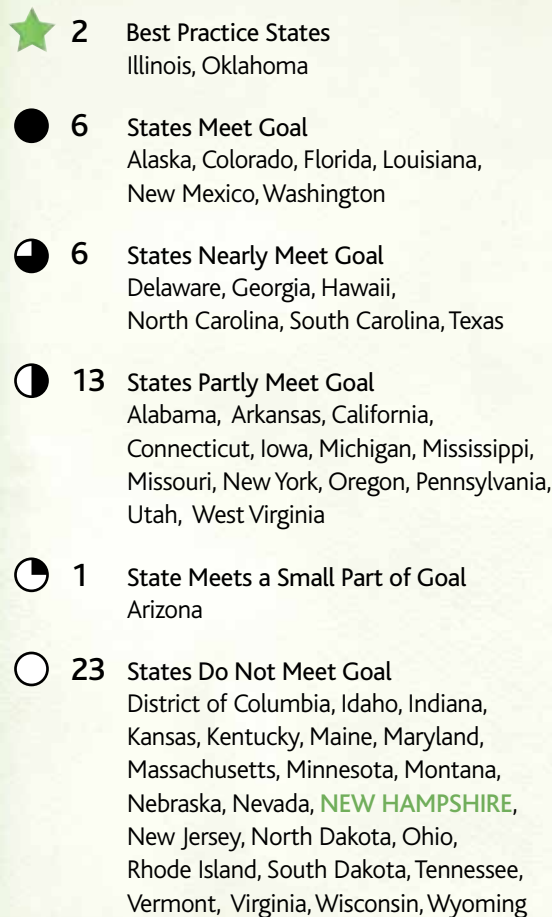 2 Best Practice States
Illinois, Oklahoma
6 States Meet Goal
Alaska, Colorado, Florida, Louisiana,
New Mexico, Washington
6 States Nearly Meet Goal
Delaware, Georgia, Hawaii,
North Carolina, South Carolina, Texas
13 States Partly Meet Goal
Alabama, Arkansas, California,
Connecticut, Iowa, Michigan, Mississippi,
Missouri, New York, Oregon, Pennsylvania,
Utah, West Virginia
1 State Meets a Small Part of Goal
Arizona
23 States Do Not Meet Goal
District of Columbia, Idaho, Indiana,
Kansas, Kentucky, Maine, Maryland,
Massachusetts, Minnesota, Montana,
Nebraska, Nevada, NEW HAMPSHIRE,
New Jersey, North Dakota, Ohio,
Rhode Island, South Dakota, Tennessee,
Vermont, Virginia, Wisconsin, Wyoming